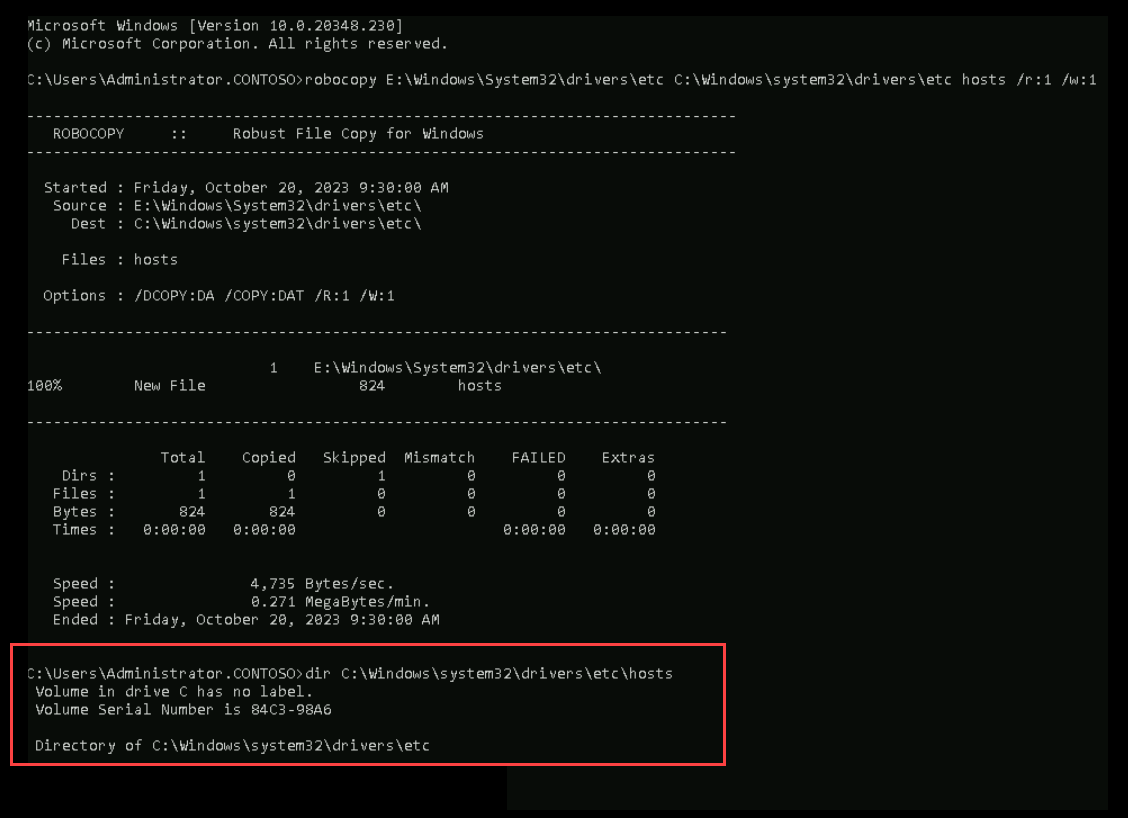 Microsoft Windows [Version 10.0.20348.230]
(c) Microsoft Corporation. All rights reserved.
C:\Users\Administrator.CONTOSO>robocopy E:\Windows\System32\drivers\etc C:\Windows\system32\drivers\etc hosts /r:1 /w:1
-------------------------------------------------------------------------------
ROBOCOPY     ::     Robust File Copy for Windows
-------------------------------------------------------------------------------
Started : Friday, October 20, 2023 9:30:00 AM
Source : E:\Windows\System32\drivers\etc\
Dest : C:\Windows\system32\drivers\etc\
Files : hosts
Options : /DCOPY:DA /COPY:DAT /R:1 /W:1
------------------------------------------------------------------------------
1    E:\Windows\System32\drivers\etc\
100%        New File                 824        hosts
------------------------------------------------------------------------------
Total    Copied   Skipped  Mismatch    FAILED    Extras
Dirs :         1         0         1         0         0         0
Files :         1         1         0         0         0         0
Bytes :       824       824         0         0         0         0
Times :   0:00:00   0:00:00                       0:00:00   0:00:00
Speed :               4,735 Bytes/sec.
Speed :               0.271 MegaBytes/min.
Ended : Friday, October 20, 2023 9:30:00 AM
C:\Users\Administrator.CONTOSO>dir C:\Windows\system32\drivers\etc\hosts
Volume in drive C has no label.
Volume Serial Number is 84C3-98A6
Directory of C:\Windows\system32\drivers\etc